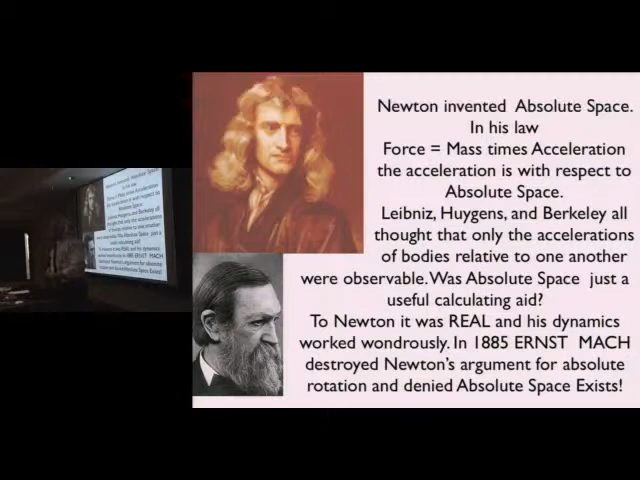 Newton invented Absolute Space.
In his law
Force = Mass times Acceleration
the acceleration is with respect to
Absolute Space.
Leibniz, Huygens, and Berkeley all
thought that only the accelerations
of bodies relative to one another
were observable. Was Absolute Space just a
useful calculating aid?
To Newton it was REAL and his dynamics
worked wondrously. In 1885 ERNST MACH
destroyed Newton's argument for absolute
rotation and denied Absolute Space Exists!